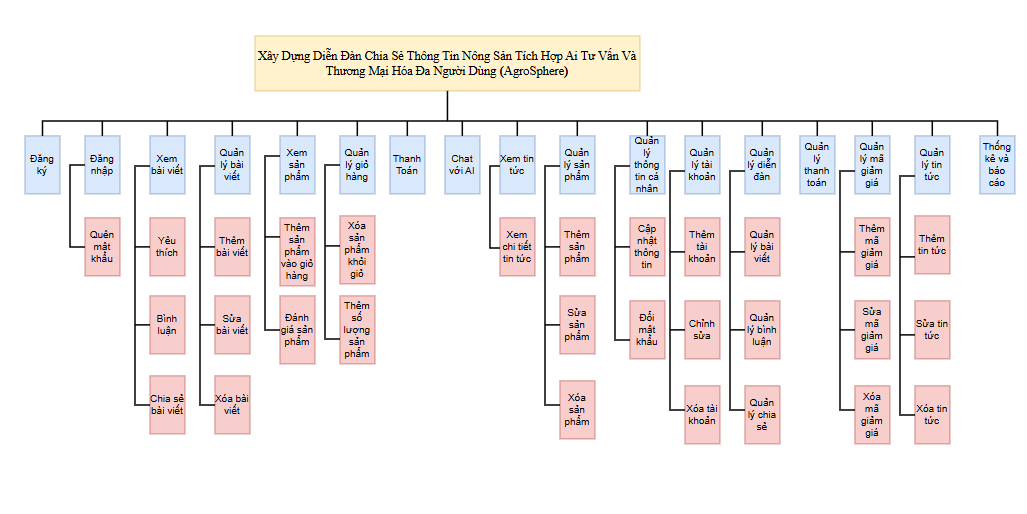 Xây Dựng Diễn Đàn Chia Sẻ Thông Tin Nông Sản Tích Hợp Ai Tư Vấn Và
Thương Mại Hóa Đa Người Dùng (AgroSphere)
Đăng
ký
Đăng
nhập
Xem
bài viết
Quản
lý bài
viết
Xem
sản
phẩm
Quản
lý giỏ
hàng
Thanh
Toán
Chat
với AI
Xem tin
tức
Quản
lý sản
phẩm
Quản
lý
thông
tin cá
nhân
Quản
lý tài
khoản
Quản
lý diễn
đàn
Quản
lý
thanh
toán
Quản
lý mã
giảm
giá
Quản
lý tin
tức
Thống
kê và
báo
cáo
Quên
mật
khẩu
Yêu
thích
Thêm
bài viết
Thêm
sản
phẩm
vào giỏ
hàng
Xóa
sản
phẩm
khỏi
giỏ
Xem
chi tiết
tin tức
Thêm
sản
phẩm
Cập
nhật
thông
tin
Thêm
tài
khoản
Quản
lý bài
viết
Thêm
mã
giảm
giá
Thêm
tin tức
Bình
luận
Sửa
bài viết
Đánh
giá sản
phẩm
Thêm
số
lượng
sản
phẩm
Sửa
sản
phẩm
Đổi
mật
khẩu
Chỉnh
sửa
Quản
lý bình
luận
Sửa
mã
giảm
giá
Sửa tin
tức
Chia sẻ
bài viết
Xóa bài
viết
Xóa
sản
phẩm
Xóa tài
khoản
Quản
lý chia
sẻ
Xóa
mã
giảm
giá
Xóa tin
tức